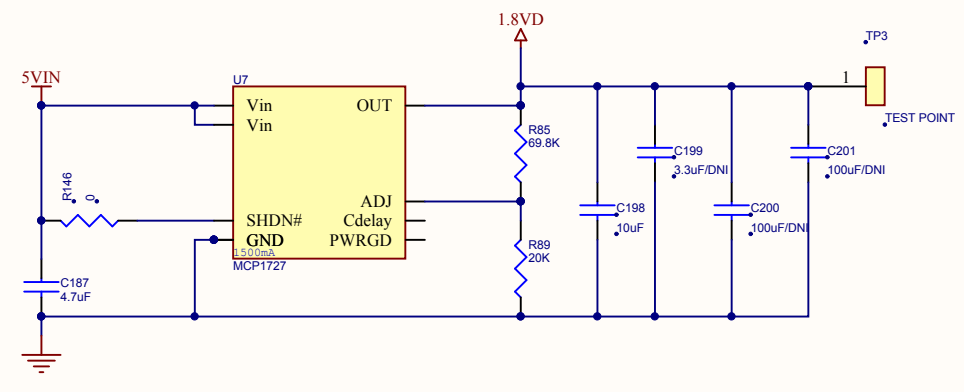 1.8VD
TP3
5VIN
U7
1
Vin
OUT
Vin
TEST POINT
R85
69.8K
C199
3.3uF/DNI
C201
100uF/DNI
R146
0
ADJ
SHDN#
Cdelay
C198
10uF
C200
100uF/DNI
GND
PWRGD
1500mA
MCP1727
R89
20K
C187
4.7uF